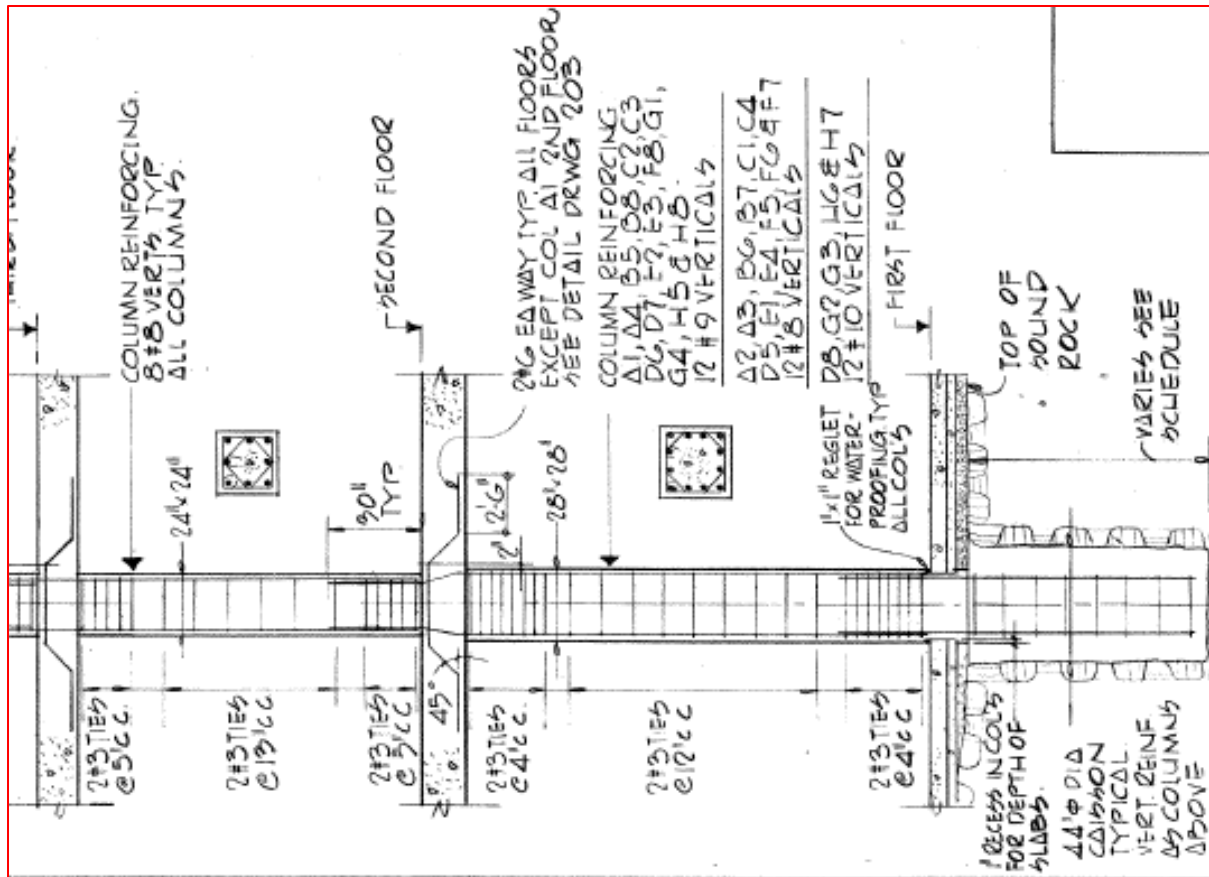 COLUMN REINFORCING.
8#8 VERTS TYP.
ALL COLUMNS.
SECOND FLOOR
2#6 EA WAY TYP. ALL FLOORS
EXCEPT COL A1 2ND FLOOR
SEE DETAIL DRWG 203
COLUMN REINFORCING
A1, A4, B5, B8, C2, C3
D6, D7, E2, E3, F8, G1,
G4, H5 & H8.
12 #9 VERTICALS
A2, A3, B6, B7, C1, C4
D5, E1, E4, F5, F6 & F7
12 #8 VERTICALS
D8, G2, G3, H6 & H7
12 #10 VERTICALS
FIRST FLOOR
TOP OF
SOUND
ROCK
VARIES SEE
SCHEDULE
24"x24"
30"
TYP
2'-6"
2"
28"x28"
1"x1" REGLET
FOR WATER-
PROOFING. TYP
ALL COL'S
2#3 TIES
@5"CC
2#3 TIES
@13"CC
2#3 TIES
@5"CC
45°
2#3 TIES
@4"CC.
2#3 TIES
@12"CC
2#3 TIES
@4"CC
1" RECESS IN COL'S
FOR DEPTH OF
SLABS.
44"φ DIA
CAISSON
TYPICAL
VERT. REINF
AS COLUMNS
ABOVE